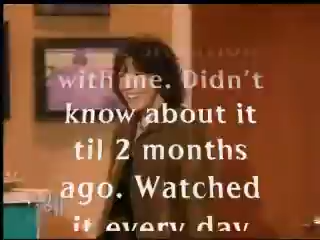 with me. Didn't
know about it
til 2 months
ago. Watched
it every day